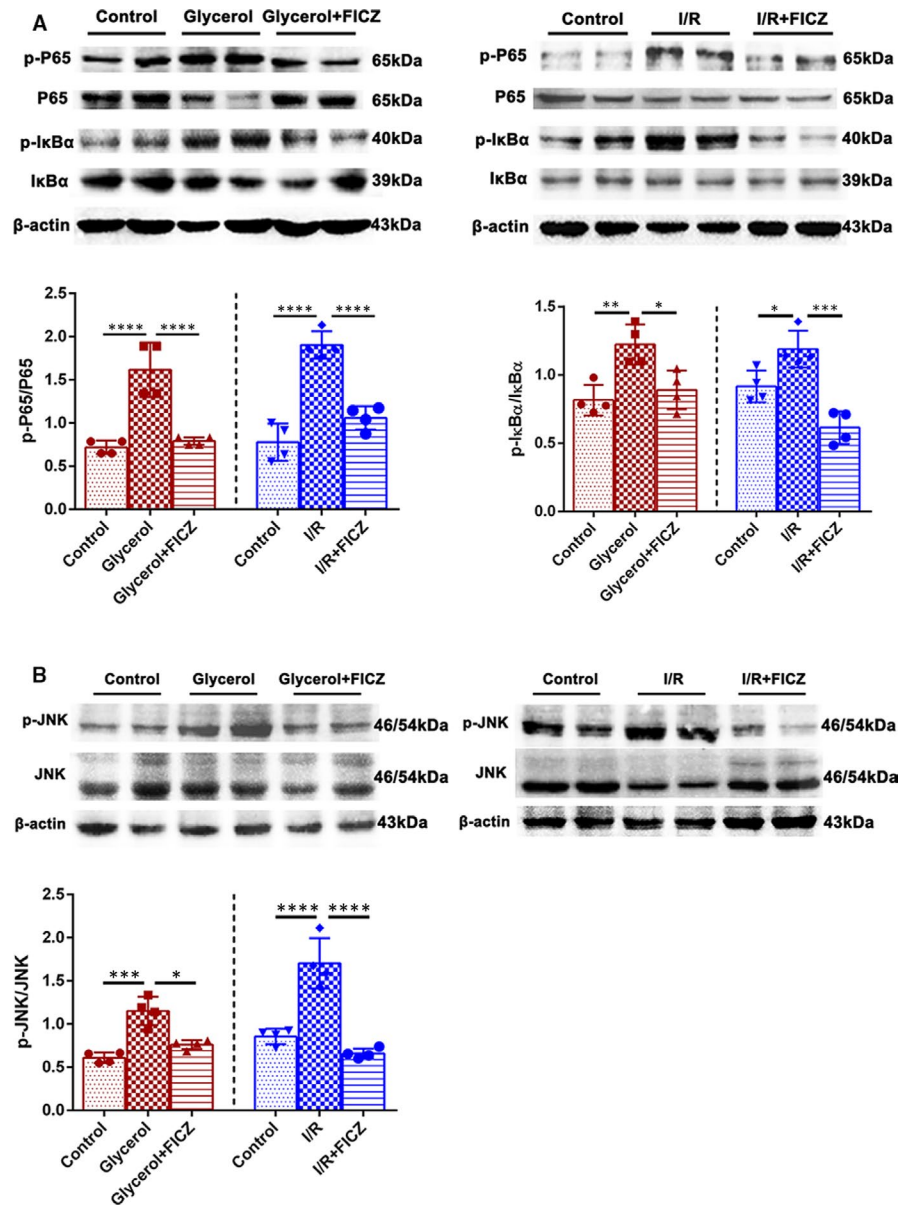 A
Control Glycerol Glycerol+FICZ
p-P65 65kDa
P65 65kDa
p-IκBα 40kDa
IκBα 39kDa
β-actin 43kDa
Control I/R I/R+FICZ
p-P65 65kDa
P65 65kDa
p-IκBα 40kDa
IκBα 39kDa
β-actin 43kDa
p-P65/P65
2.5
2.0
1.5
1.0
0.5
0.0
**** **** **** ****
Control Glycerol Glycerol+FICZ Control I/R I/R+FICZ
p-IκBα/IκBα
1.5
1.0
0.5
0.0
** * * ***
Control Glycerol Glycerol+FICZ Control I/R I/R+FICZ
B
Control Glycerol Glycerol+FICZ
p-JNK 46/54kDa
JNK 46/54kDa
β-actin 43kDa
Control I/R I/R+FICZ
p-JNK 46/54kDa
JNK 46/54kDa
β-actin 43kDa
p-JNK/JNK
2.5
2.0
1.5
1.0
0.5
0.0
*** * **** ****
Control Glycerol Glycerol+FICZ Control I/R I/R+FICZ